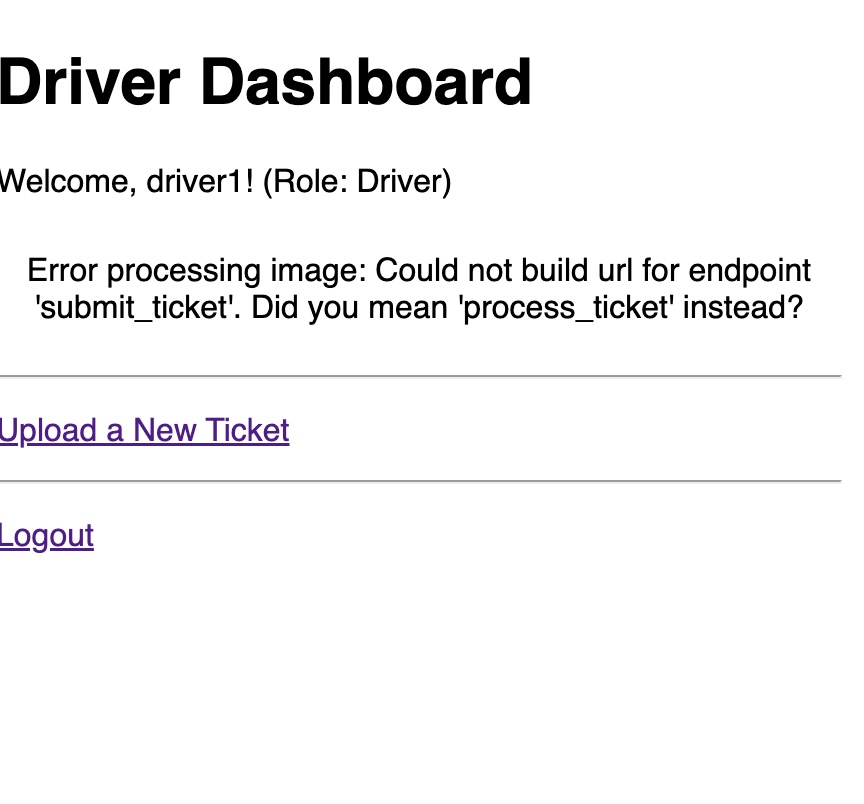 Driver Dashboard
Welcome, driver1! (Role: Driver)
Error processing image: Could not build url for endpoint
'submit_ticket'. Did you mean 'process_ticket' instead?
Upload a New Ticket
Logout